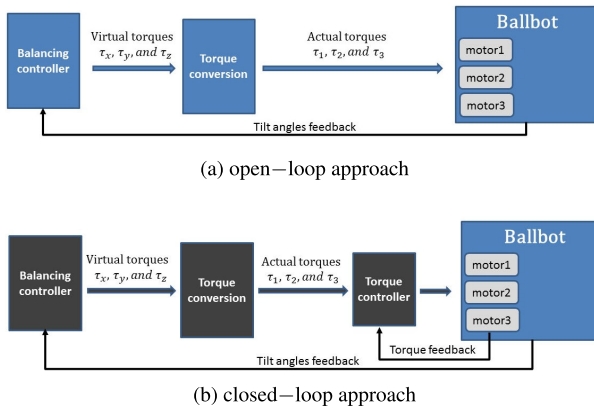 Ballbot
Balancing
controller
Virtual torques
τx, τy, and τz
Torque
conversion
Actual torques
τ1, τ2, and τ3
motor1
motor2
motor3
Tilt angles feedback
(a) open−loop approach
Ballbot
Balancing
controller
Virtual torques
τx, τy, and τz
Torque
conversion
Actual torques
τ1, τ2, and τ3
Torque
controller
motor1
motor2
motor3
Torque feedback
Tilt angles feedback
(b) closed−loop approach